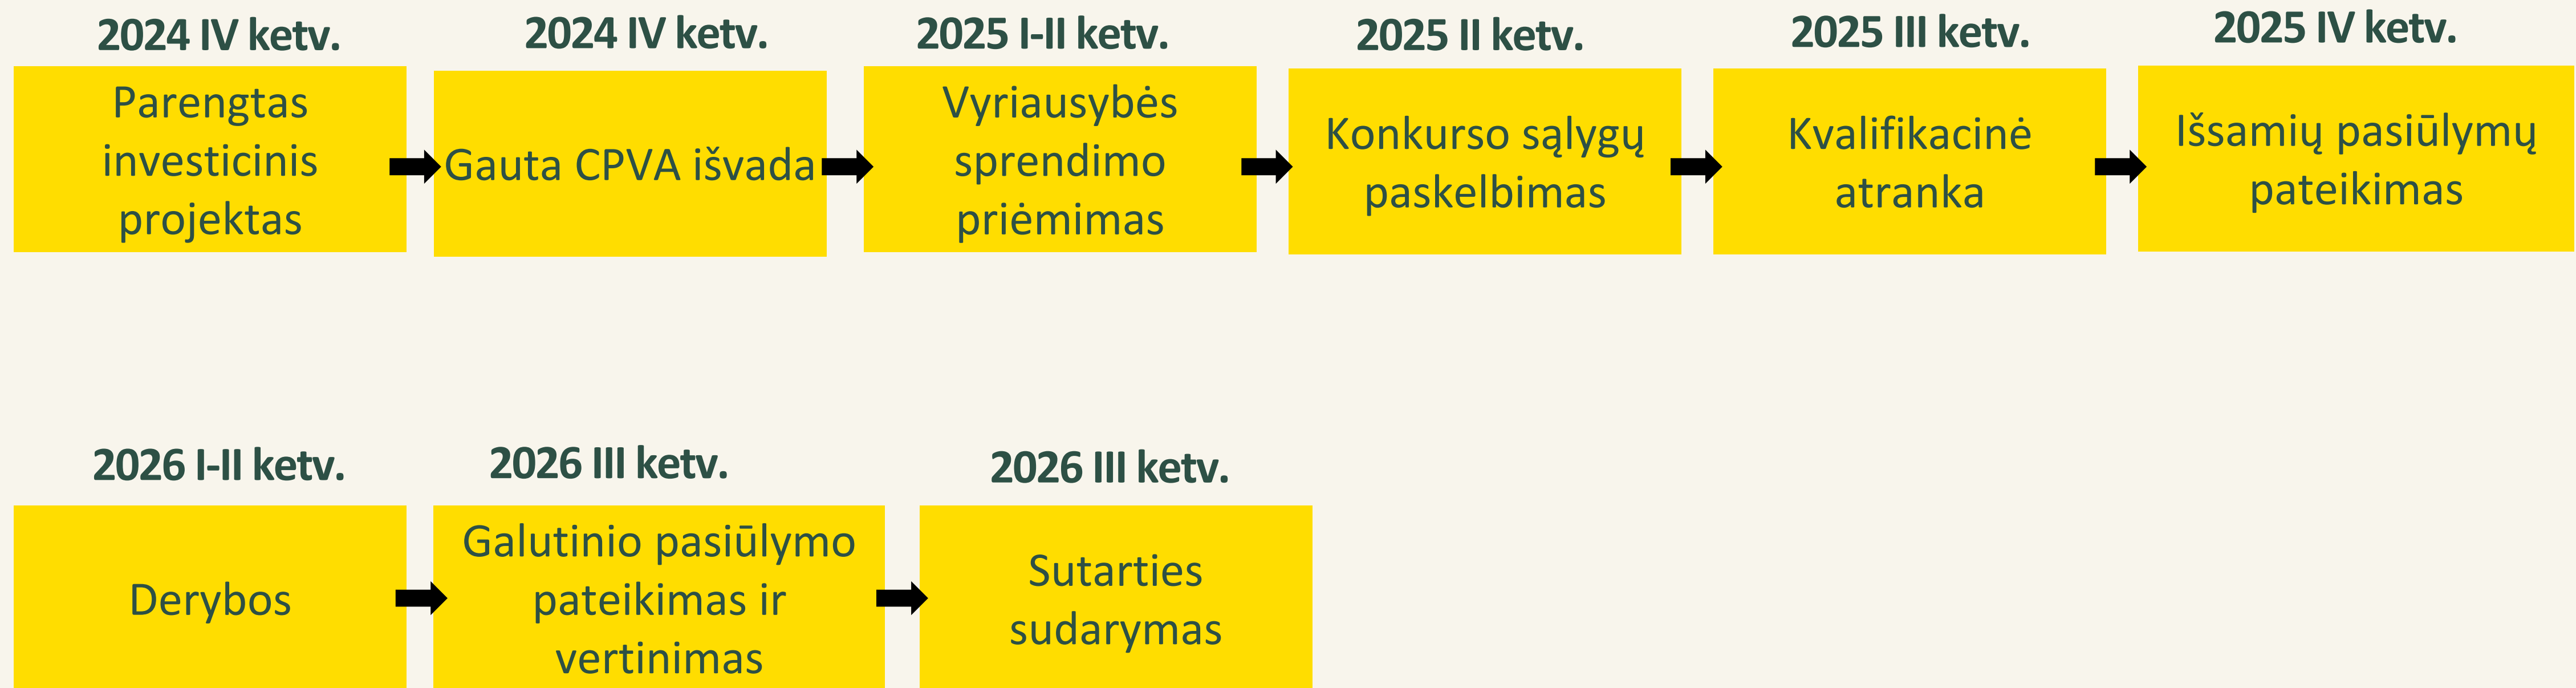 2024 IV ketv.
Parengtas
investicinis
projektas
2024 IV ketv.
Gauta CPVA išvada
2025 I-II ketv.
Vyriausybės
sprendimo
priėmimas
2025 II ketv.
Konkurso sąlygų
paskelbimas
2025 III ketv.
Kvalifikacinė
atranka
2025 IV ketv.
Išsamių pasiūlymų
pateikimas
2026 I-II ketv.
Derybos
2026 III ketv.
Galutinio pasiūlymo
pateikimas ir
vertinimas
2026 III ketv.
Sutarties
sudarymas